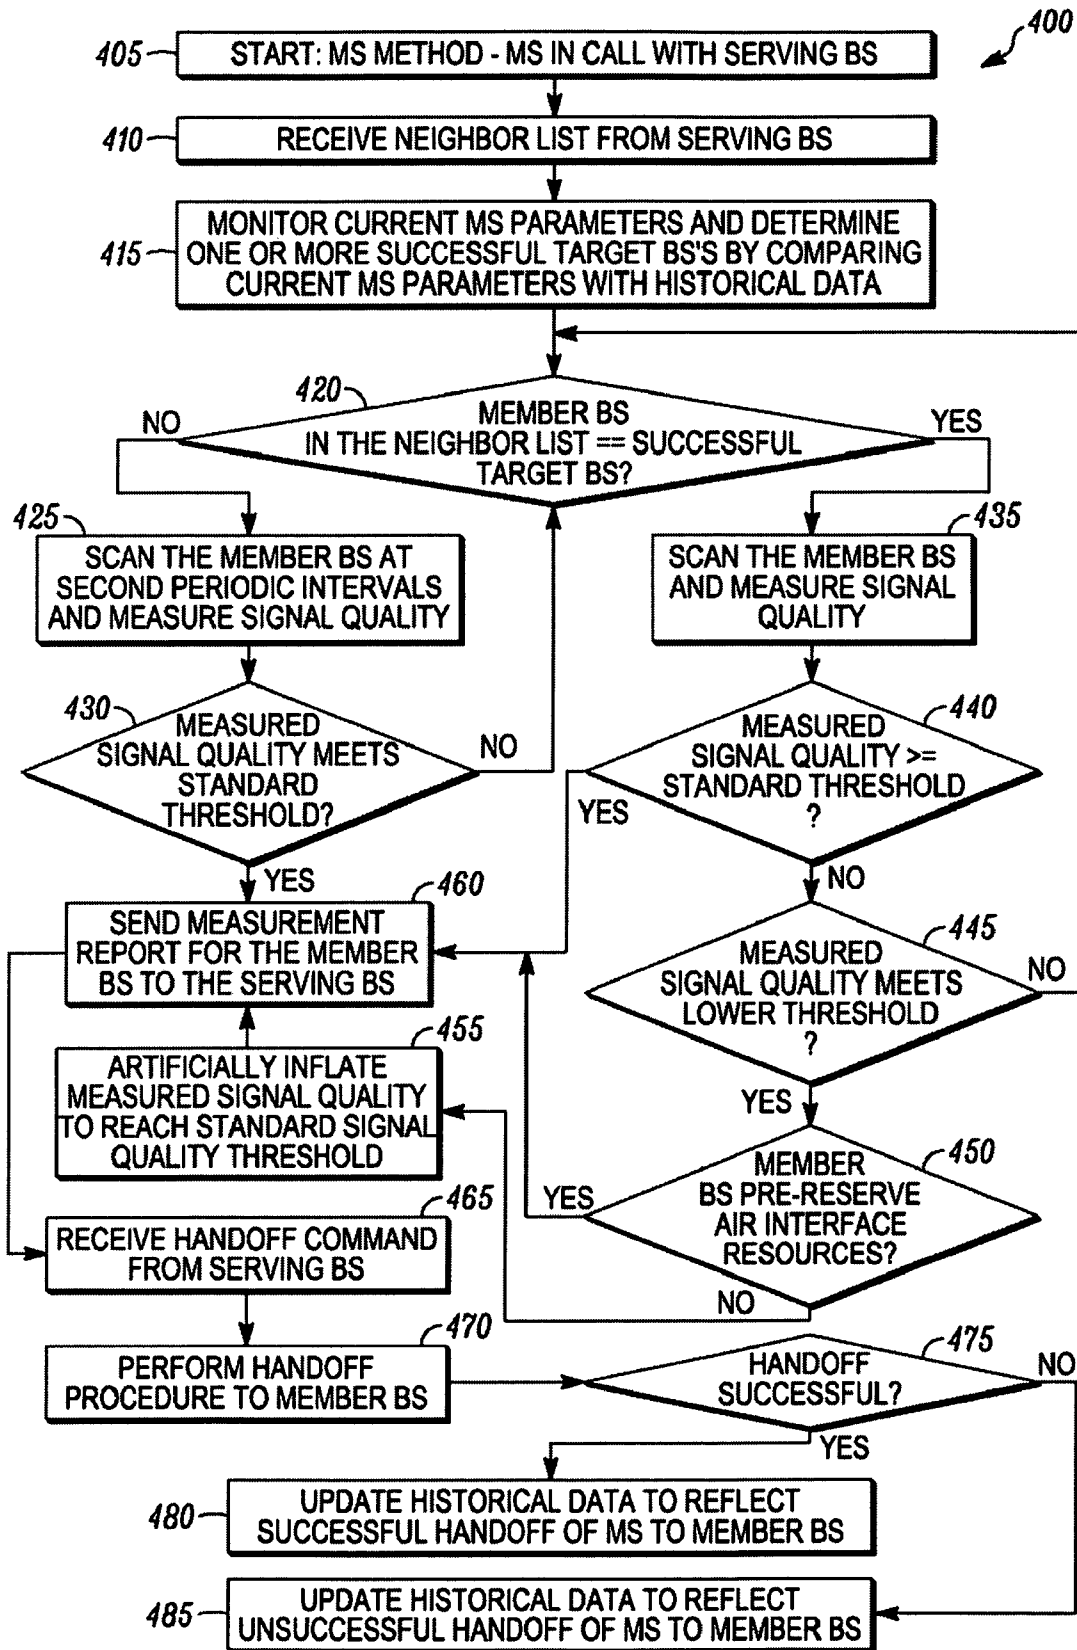 400
405
START: MS METHOD - MS IN CALL WITH SERVING BS
410
RECEIVE NEIGHBOR LIST FROM SERVING BS
415
MONITOR CURRENT MS PARAMETERS AND DETERMINE
ONE OR MORE SUCCESSFUL TARGET BS'S BY COMPARING
CURRENT MS PARAMETERS WITH HISTORICAL DATA
420
NO
YES
MEMBER BS
IN THE NEIGHBOR LIST == SUCCESSFUL
TARGET BS?
425
SCAN THE MEMBER BS AT
SECOND PERIODIC INTERVALS
AND MEASURE SIGNAL QUALITY
435
SCAN THE MEMBER BS
AND MEASURE SIGNAL
QUALITY
430
MEASURED
SIGNAL QUALITY MEETS
STANDARD
THRESHOLD?
NO
YES
440
MEASURED
SIGNAL QUALITY >=
STANDARD THRESHOLD
?
YES
NO
460
SEND MEASUREMENT
REPORT FOR THE MEMBER
BS TO THE SERVING BS
445
MEASURED
SIGNAL QUALITY MEETS
LOWER THRESHOLD
?
NO
YES
455
ARTIFICIALLY INFLATE
MEASURED SIGNAL QUALITY
TO REACH STANDARD SIGNAL
QUALITY THRESHOLD
450
MEMBER
BS PRE-RESERVE
AIR INTERFACE
RESOURCES?
YES
NO
465
RECEIVE HANDOFF COMMAND
FROM SERVING BS
470
PERFORM HANDOFF
PROCEDURE TO MEMBER BS
475
HANDOFF
SUCCESSFUL?
NO
YES
480
UPDATE HISTORICAL DATA TO REFLECT
SUCCESSFUL HANDOFF OF MS TO MEMBER BS
485
UPDATE HISTORICAL DATA TO REFLECT
UNSUCCESSFUL HANDOFF OF MS TO MEMBER BS